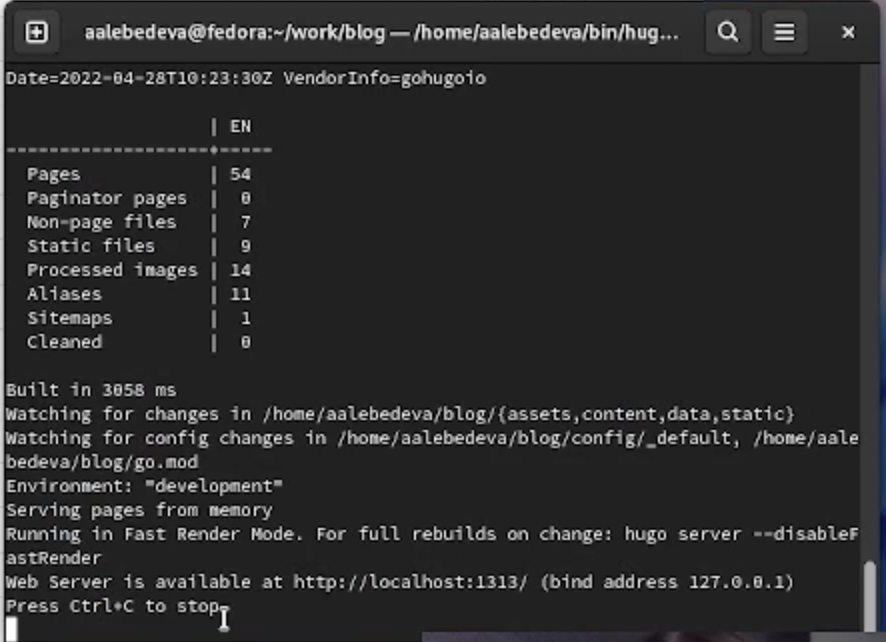 aalebedeva@fedora:~/work/blog — /home/aalebedeva/bin/hug...
Date=2022-04-28T10:23:30Z VendorInfo=gohugoio
| EN
-------------------+-----
Pages | 54
Paginator pages | 0
Non-page files | 7
Static files | 9
Processed images | 14
Aliases | 11
Sitemaps | 1
Cleaned | 0
Built in 3058 ms
Watching for changes in /home/aalebedeva/blog/{assets,content,data,static}
Watching for config changes in /home/aalebedeva/blog/config/_default, /home/aale
bedeva/blog/go.mod
Environment: "development"
Serving pages from memory
Running in Fast Render Mode. For full rebuilds on change: hugo server --disableF
astRender
Web Server is available at http://localhost:1313/ (bind address 127.0.0.1)
Press Ctrl+C to stop